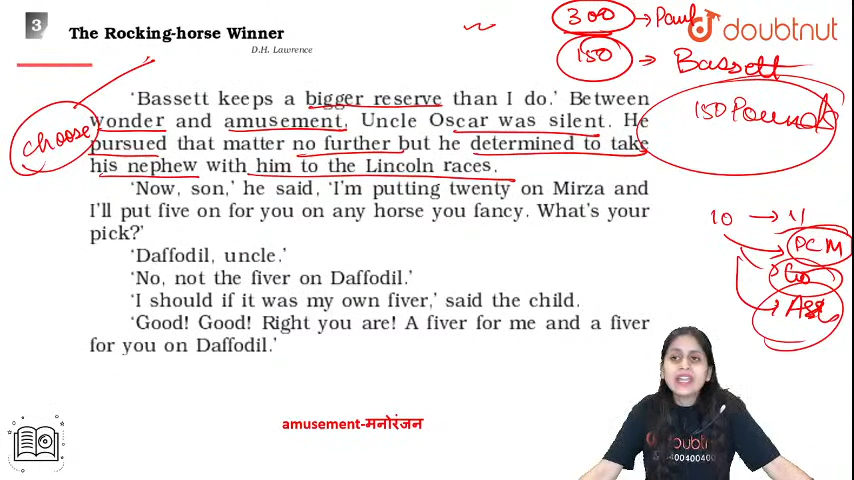 3
The Rocking-horse Winner
D.H. Lawrence
300 → Paul
150 → Bassett
150 Pounds
doubtnut
choose
'Bassett keeps a bigger reserve than I do.' Between
wonder and amusement, Uncle Oscar was silent. He
pursued that matter no further but he determined to take
his nephew with him to the Lincoln races.
'Now, son,' he said, 'I'm putting twenty on Mirza and
I'll put five on for you on any horse you fancy. What's your
pick?'
'Daffodil, uncle.'
'No, not the fiver on Daffodil.'
'I should if it was my own fiver,' said the child.
'Good! Good! Right you are! A fiver for me and a fiver
for you on Daffodil.'
10 → 11
PCM
amusement-मनोरंजन